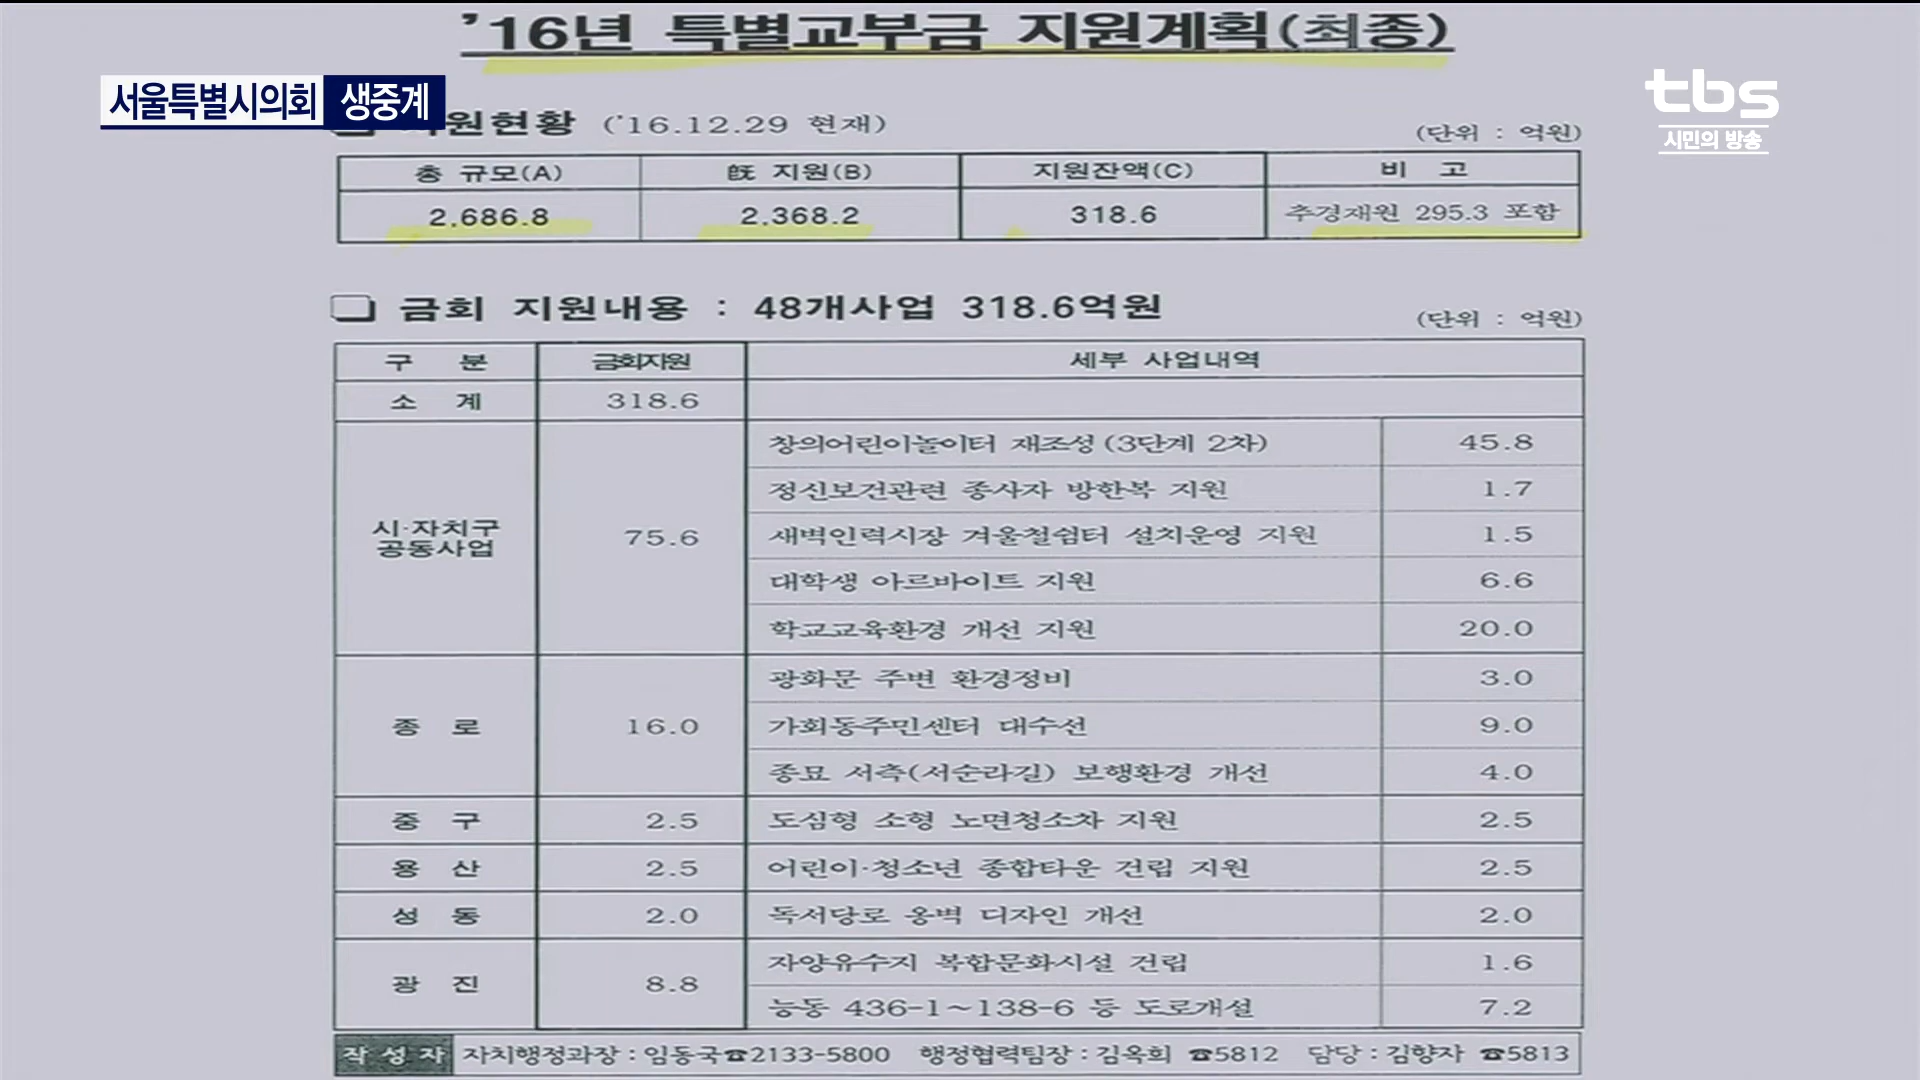 '16년 특별교부금 지원계획(최종)
서울특별시의회 생중계
tbs
시민의 방송
원현황 ('16.12.29 현재)
(단위 : 억원)
총 규모(A) 旣 지원(B) 지원잔액(C) 비 고
2,686.8 2,368.2 318.6 추경재원 295.3 포함
❏ 금회 지원내용 : 48개사업 318.6억원
(단위 : 억원)
구 분 금회지원 세부 사업내역
소 계 318.6
시·자치구
공동사업
75.6
창의어린이놀이터 재조성(3단계 2차) 45.8
정신보건관련 종사자 방한복 지원 1.7
새벽인력시장 겨울철쉼터 설치운영 지원 1.5
대학생 아르바이트 지원 6.6
학교교육환경 개선 지원 20.0
종 로 16.0
광화문 주변 환경정비 3.0
가회동주민센터 대수선 9.0
종묘 서측(서순라길) 보행환경 개선 4.0
중 구 2.5 도심형 소형 노면청소차 지원 2.5
용 산 2.5 어린이·청소년 종합타운 건립 지원 2.5
성 동 2.0 독서당로 옹벽 디자인 개선 2.0
광 진 8.8
자양유수지 복합문화시설 건립 1.6
능동 436-1~138-6 등 도로개설 7.2
작 성 자 자치행정과장 : 임동국☎2133-5800 행정협력팀장 : 김옥희 ☎5812 담당 : 김향자 ☎5813